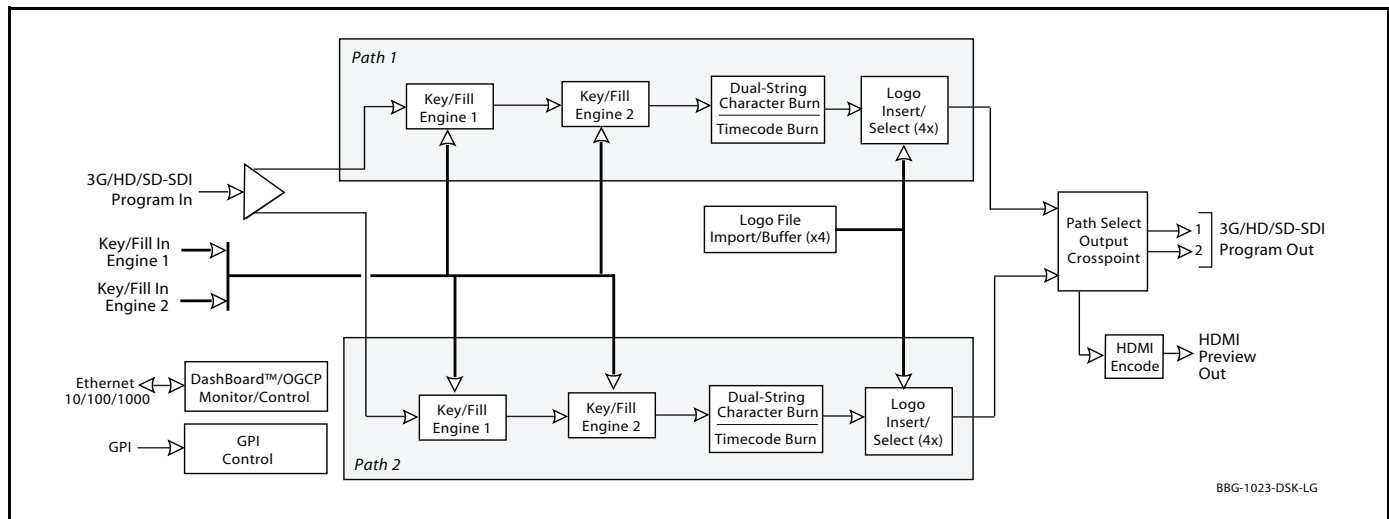 Path 1
Key/Fill
Engine 1
Key/Fill
Engine 2
Dual-String
Character Burn
Timecode Burn
Logo
Insert/
Select (4x)
3G/HD/SD-SDI
Program In
Key/Fill In
Engine 1
Key/Fill In
Engine 2
Logo File
Import/Buffer (x4)
Path Select
Output
Crosspoint
1
2
3G/HD/SD-SDI
Program Out
HDMI
Encode
HDMI
Preview
Out
Ethernet
10/100/1000
DashBoard™/OGCP
Monitor/Control
GPI
GPI
Control
Key/Fill
Engine 1
Key/Fill
Engine 2
Dual-String
Character Burn
Timecode Burn
Logo
Insert/
Select (4x)
Path 2
BBG-1023-DSK-LG